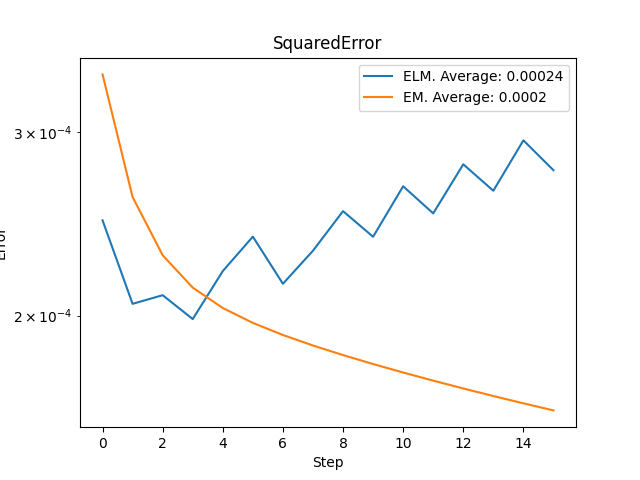 SquaredError
ELM. Average: 0.00024
EM. Average: 0.0002
3 × 10⁻⁴
2 × 10⁻⁴
0 2 4 6 8 10 12 14
Step